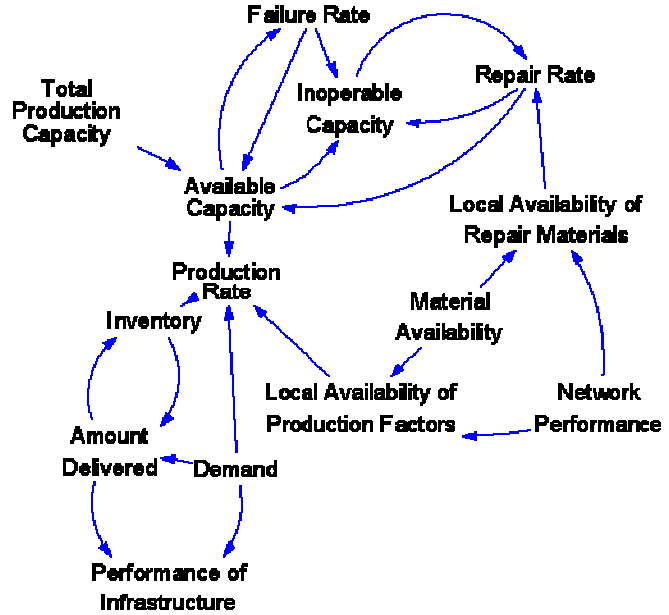 Failure Rate
Total
Production
Capacity
Inoperable
Capacity
Repair Rate
Available
Capacity
Local Availability of
Repair Materials
Production
Rate
Inventory
Material
Availability
Local Availability of
Production Factors
Network
Performance
Amount
Delivered
Demand
Performance of
Infrastructure